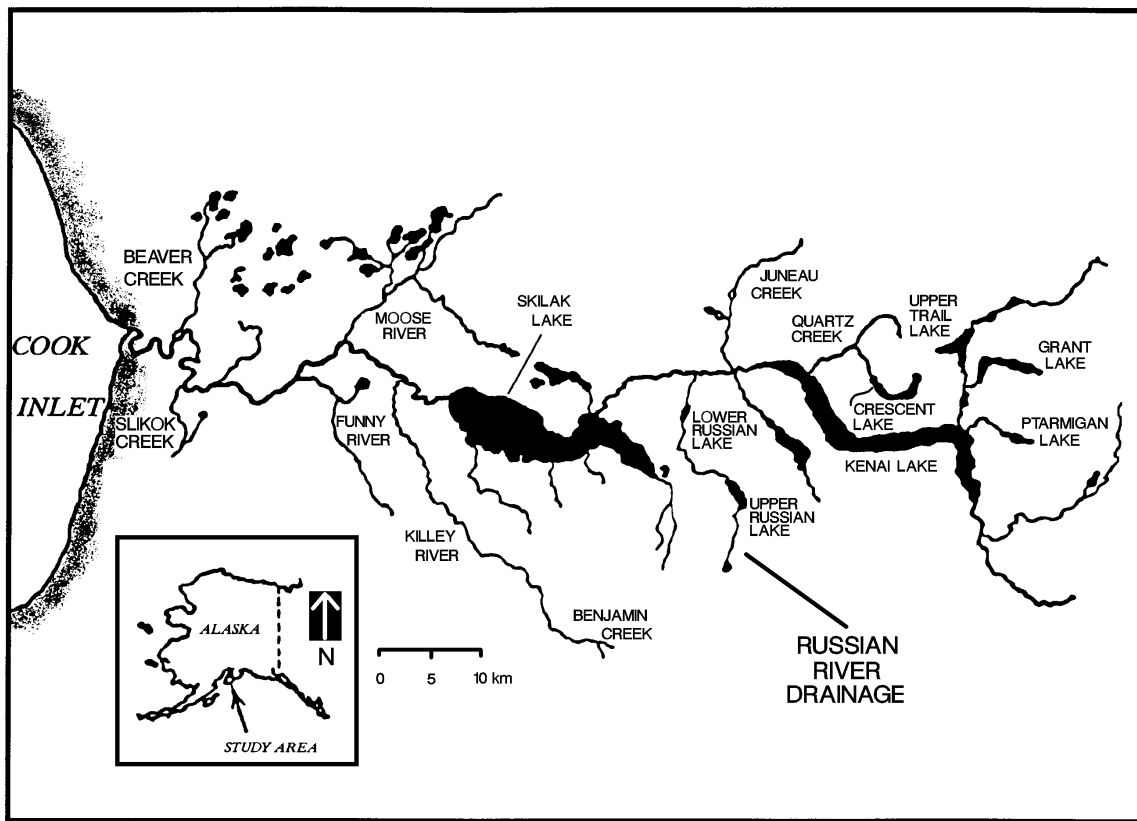 BEAVER
CREEK
COOK
INLET
SLIKOK
CREEK
MOOSE
RIVER
FUNNY
RIVER
SKILAK
LAKE
KILLEY
RIVER
BENJAMIN
CREEK
JUNEAU
CREEK
QUARTZ
CREEK
UPPER
TRAIL
LAKE
GRANT
LAKE
CRESCENT
LAKE
PTARMIGAN
LAKE
LOWER
RUSSIAN
LAKE
KENAI LAKE
UPPER
RUSSIAN
LAKE
RUSSIAN
RIVER
DRAINAGE
ALASKA
N
STUDY AREA
0 5 10 km